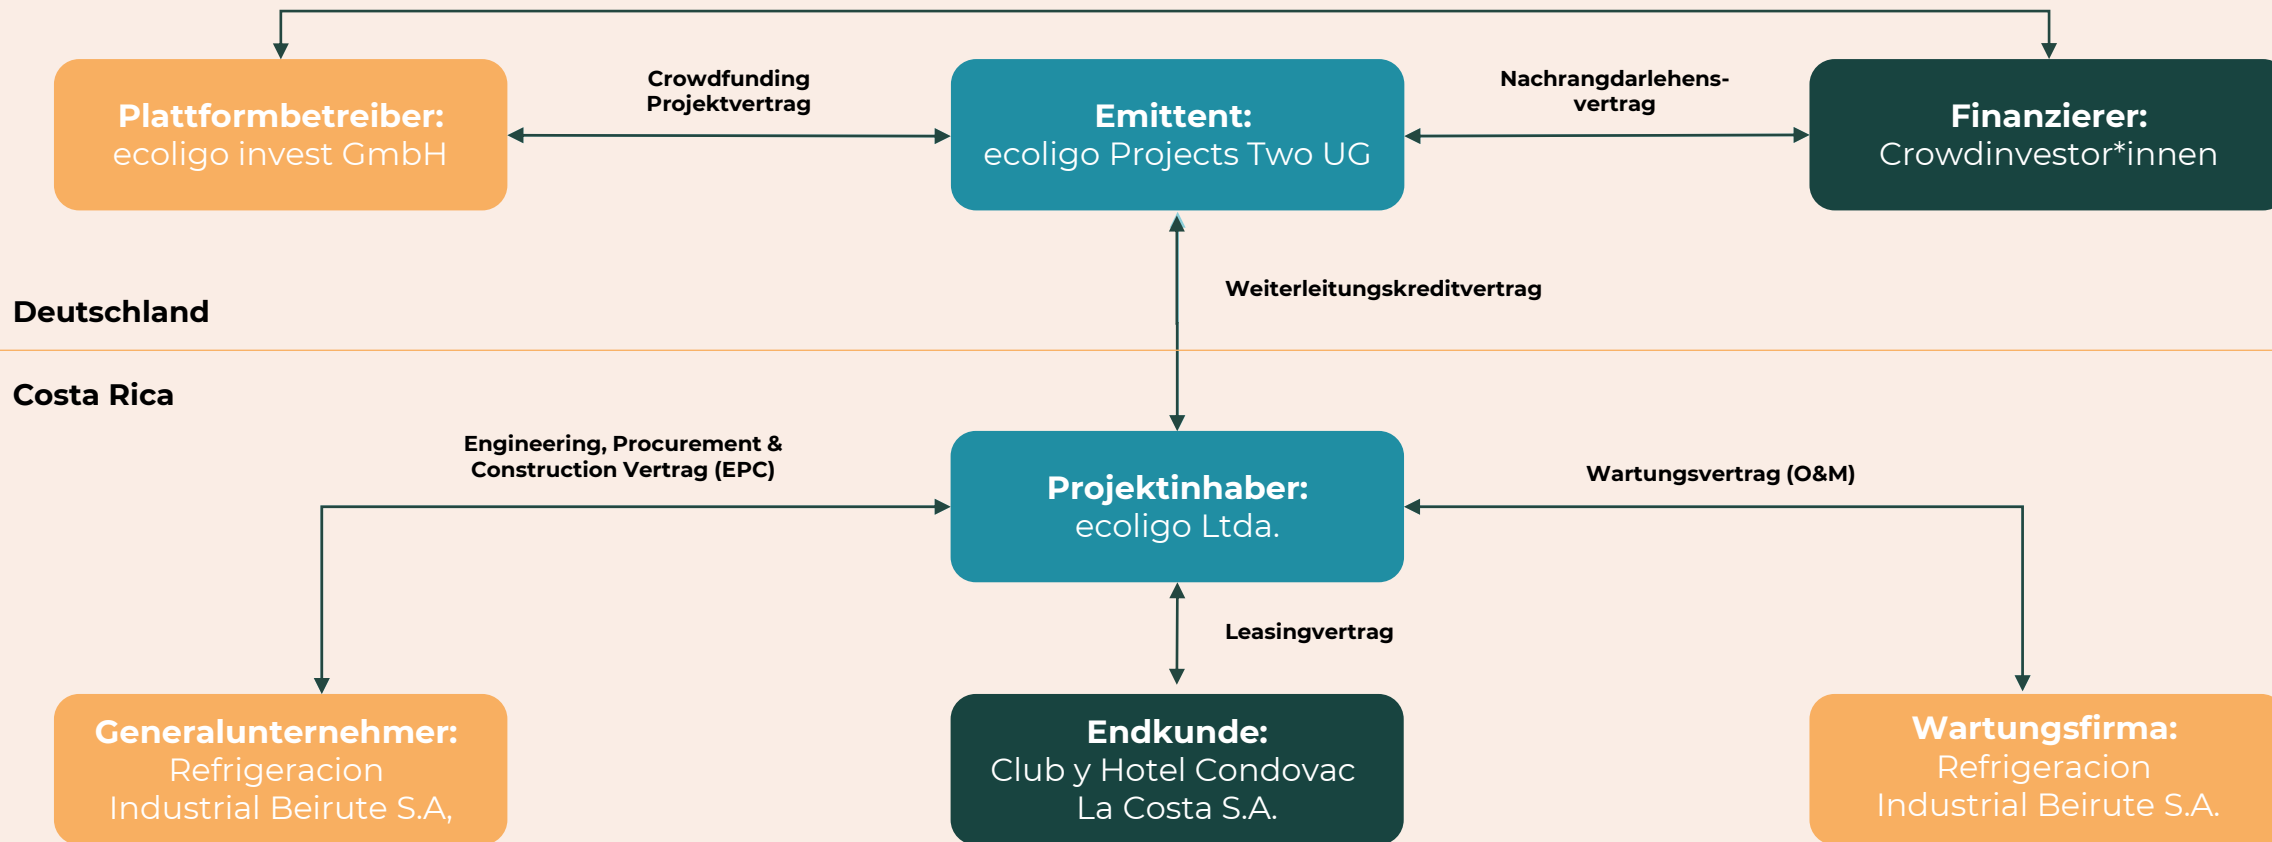 Crowdfunding
Projektvertrag
Nachrangdarlehens-
vertrag
Plattformbetreiber:
ecoligo invest GmbH
Emittent:
ecoligo Projects Two UG
Finanzierer:
Crowdinvestor*innen
Weiterleitungskreditvertrag
Deutschland
Costa Rica
Engineering, Procurement &
Construction Vertrag (EPC)
Projektinhaber:
ecoligo Ltda.
Wartungsvertrag (O&M)
Leasingvertrag
Generalunternehmer:
Refrigeracion
Industrial Beirute S.A,
Endkunde:
Club y Hotel Condovac
La Costa S.A.
Wartungsfirma:
Refrigeracion
Industrial Beirute S.A.